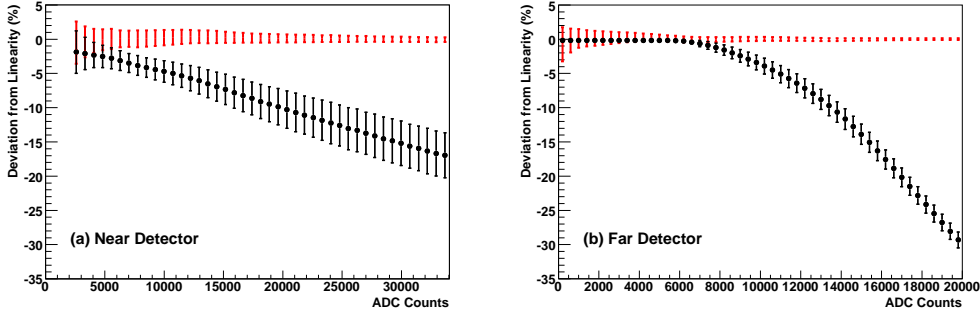 Deviation from Linearity (%)
5
0
-5
-10
-15
-20
-25
-30
-35
(a) Near Detector
0 5000 10000 15000 20000 25000 30000
ADC Counts
Deviation from Linearity (%)
5
0
-5
-10
-15
-20
-25
-30
-35
(b) Far Detector
0 2000 4000 6000 8000 10000 12000 14000 16000 18000 20000
ADC Counts